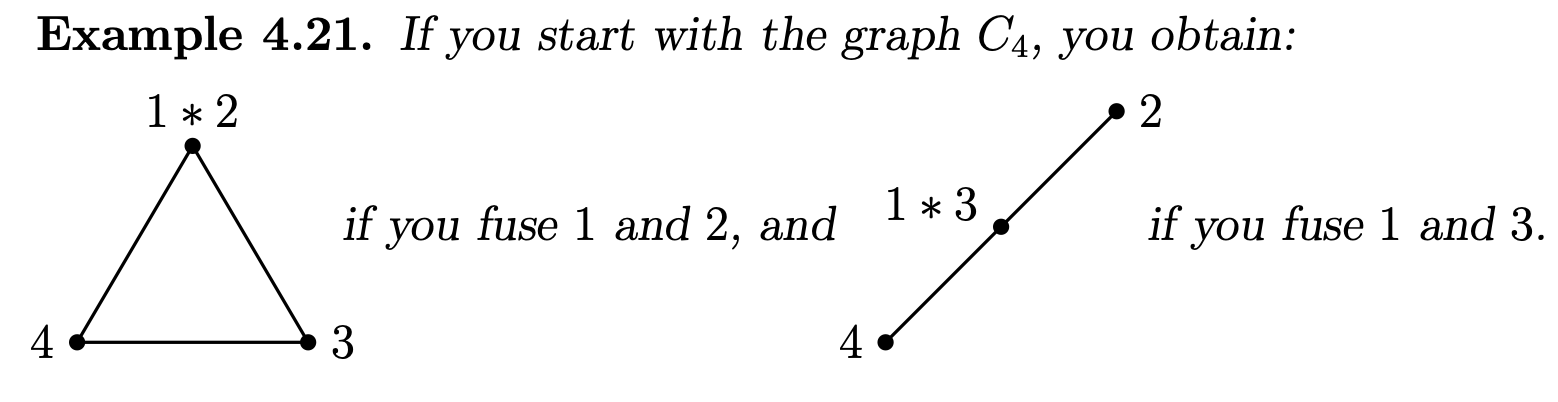 Example 4.21. If you start with the graph C₄, you obtain:
1 * 2
2
1 * 3
if you fuse 1 and 2, and
if you fuse 1 and 3.
4
3
4